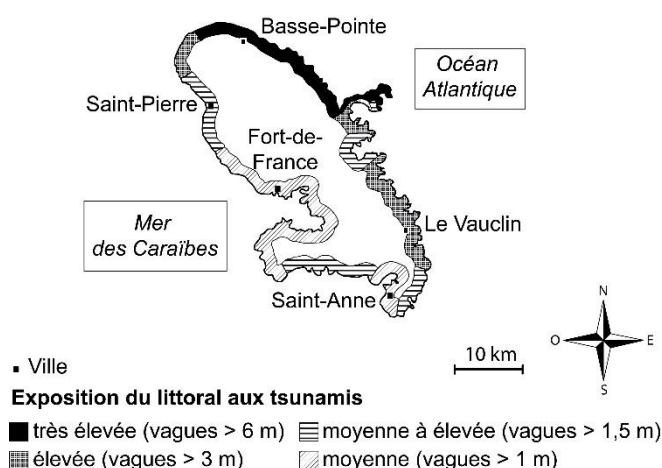 Basse-Pointe
Océan
Atlantique
Saint-Pierre
Fort-de-
France
Mer
des Caraïbes
Le Vauclin
Saint-Anne
N
O
E
S
10 km
Ville
Exposition du littoral aux tsunamis
très élevée (vagues > 6 m)
moyenne à élevée (vagues > 1,5 m)
élevée (vagues > 3 m)
moyenne (vagues > 1 m)